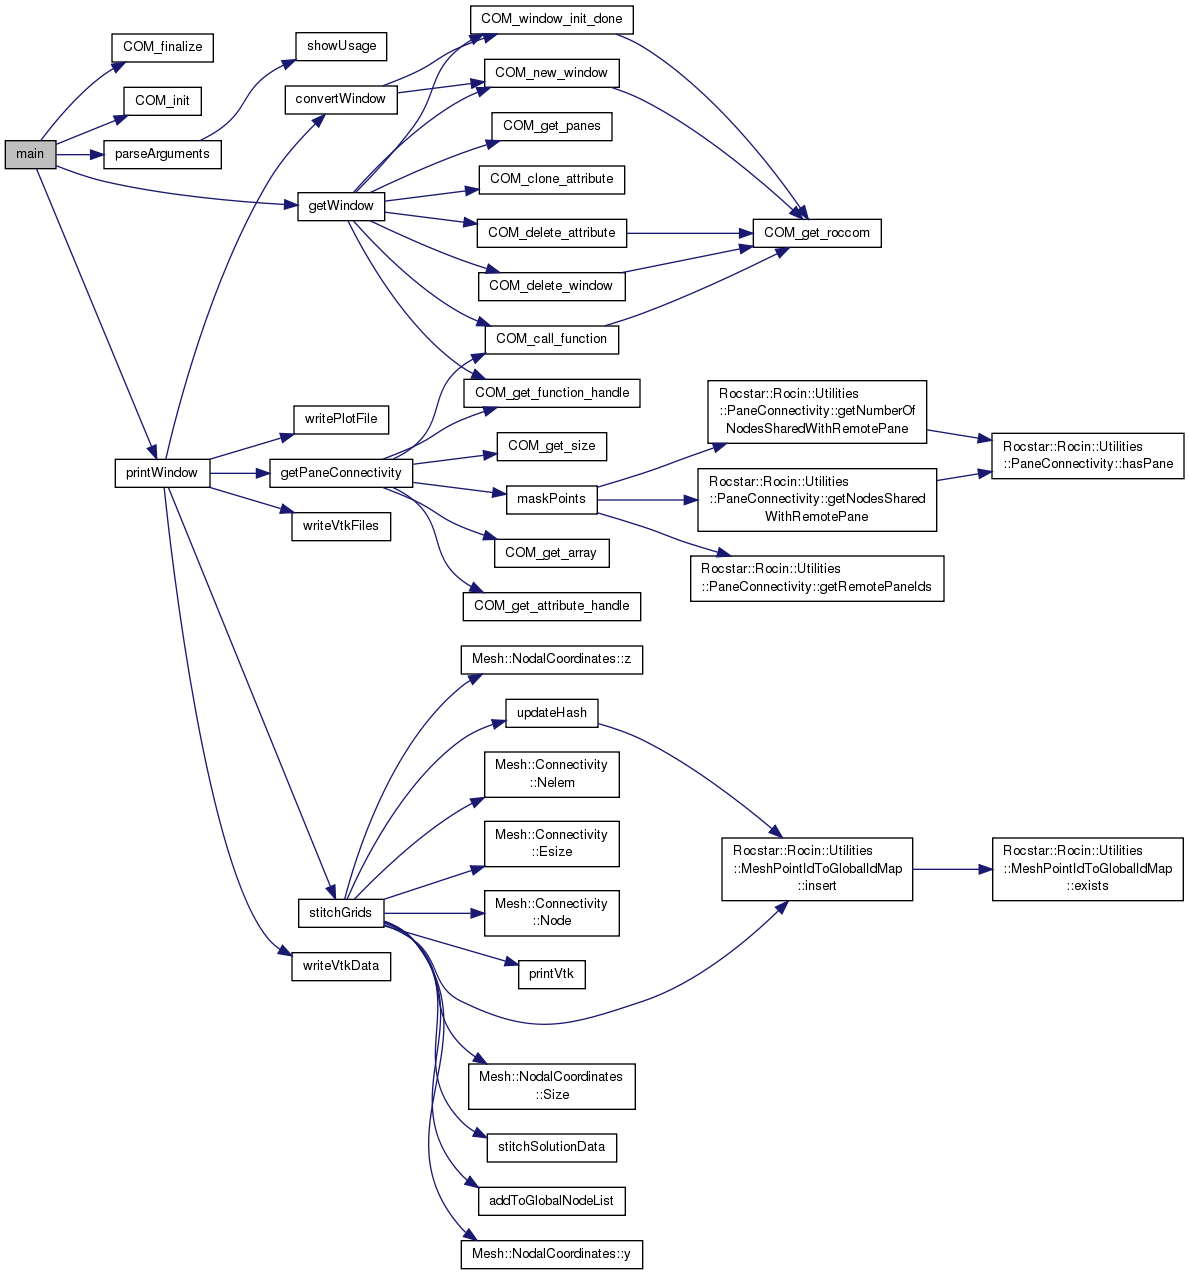 COM_window_init_done
COM_finalize
showUsage
COM_new_window
convertWindow
COM_init
COM_get_panes
main
parseArguments
COM_clone_attribute
getWindow
COM_delete_attribute
COM_get_roccom
COM_delete_window
COM_call_function
COM_get_function_handle
Rocstar::Rocin::Utilities
::PaneConnectivity::getNumberOf
NodesSharedWithRemotePane
writePlotFile
COM_get_size
Rocstar::Rocin::Utilities
::PaneConnectivity::hasPane
printWindow
getPaneConnectivity
maskPoints
Rocstar::Rocin::Utilities
::PaneConnectivity::getNodesShared
WithRemotePane
writeVtkFiles
COM_get_array
Rocstar::Rocin::Utilities
::PaneConnectivity::getRemotePaneIds
COM_get_attribute_handle
Mesh::NodalCoordinates::z
updateHash
Mesh::Connectivity
::Nelem
Mesh::Connectivity
::Esize
Rocstar::Rocin::Utilities
::MeshPointIdToGlobalIdMap
::insert
Rocstar::Rocin::Utilities
::MeshPointIdToGlobalIdMap
::exists
stitchGrids
Mesh::Connectivity
::Node
writeVtkData
printVtk
Mesh::NodalCoordinates
::Size
stitchSolutionData
addToGlobalNodeList
Mesh::NodalCoordinates::y